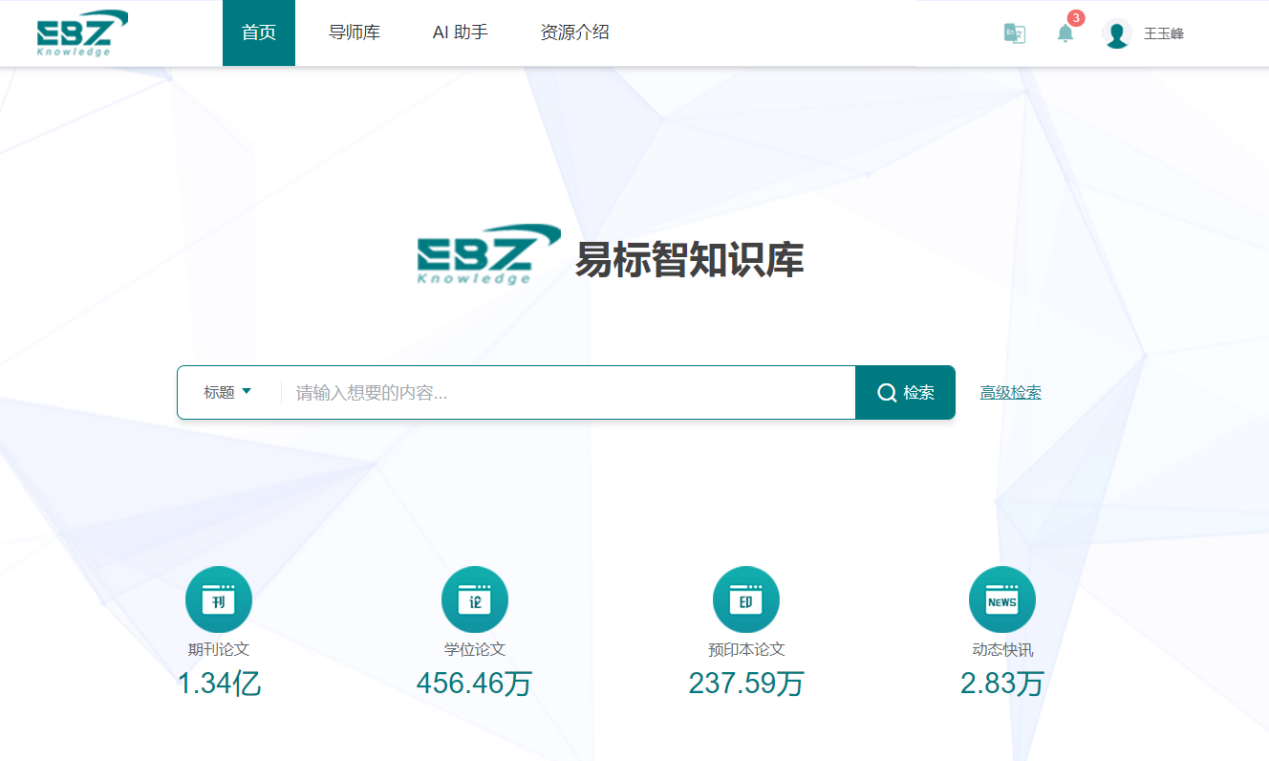 EBZ
Knowledge
首页 导师库 AI 助手 资源介绍 3 王玉峰
EBZ
Knowledge
易标智知识库
标题 请输入想要的内容... 检索 高级检索
刊 论 印 NEWS
期刊论文 学位论文 预印本论文 动态快讯
1.34亿 456.46万 237.59万 2.83万